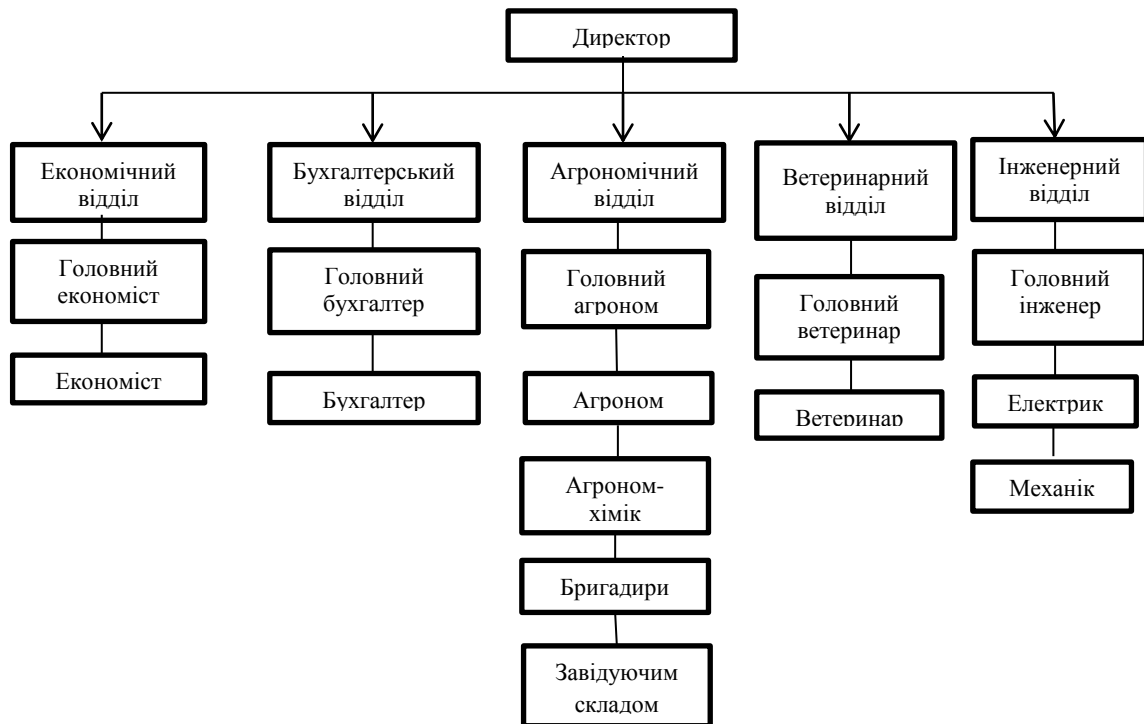 Директор
Економічний
відділ
Головний
економіст
Економіст
Бухгалтерський
відділ
Головний
бухгалтер
Бухгалтер
Агрономічний
відділ
Головний
агроном
Агроном
Агроном-
хімік
Бригадири
Завідуючим
складом
Ветеринарний
відділ
Головний
ветеринар
Ветеринар
Інженерний
відділ
Головний
інженер
Електрик
Механік